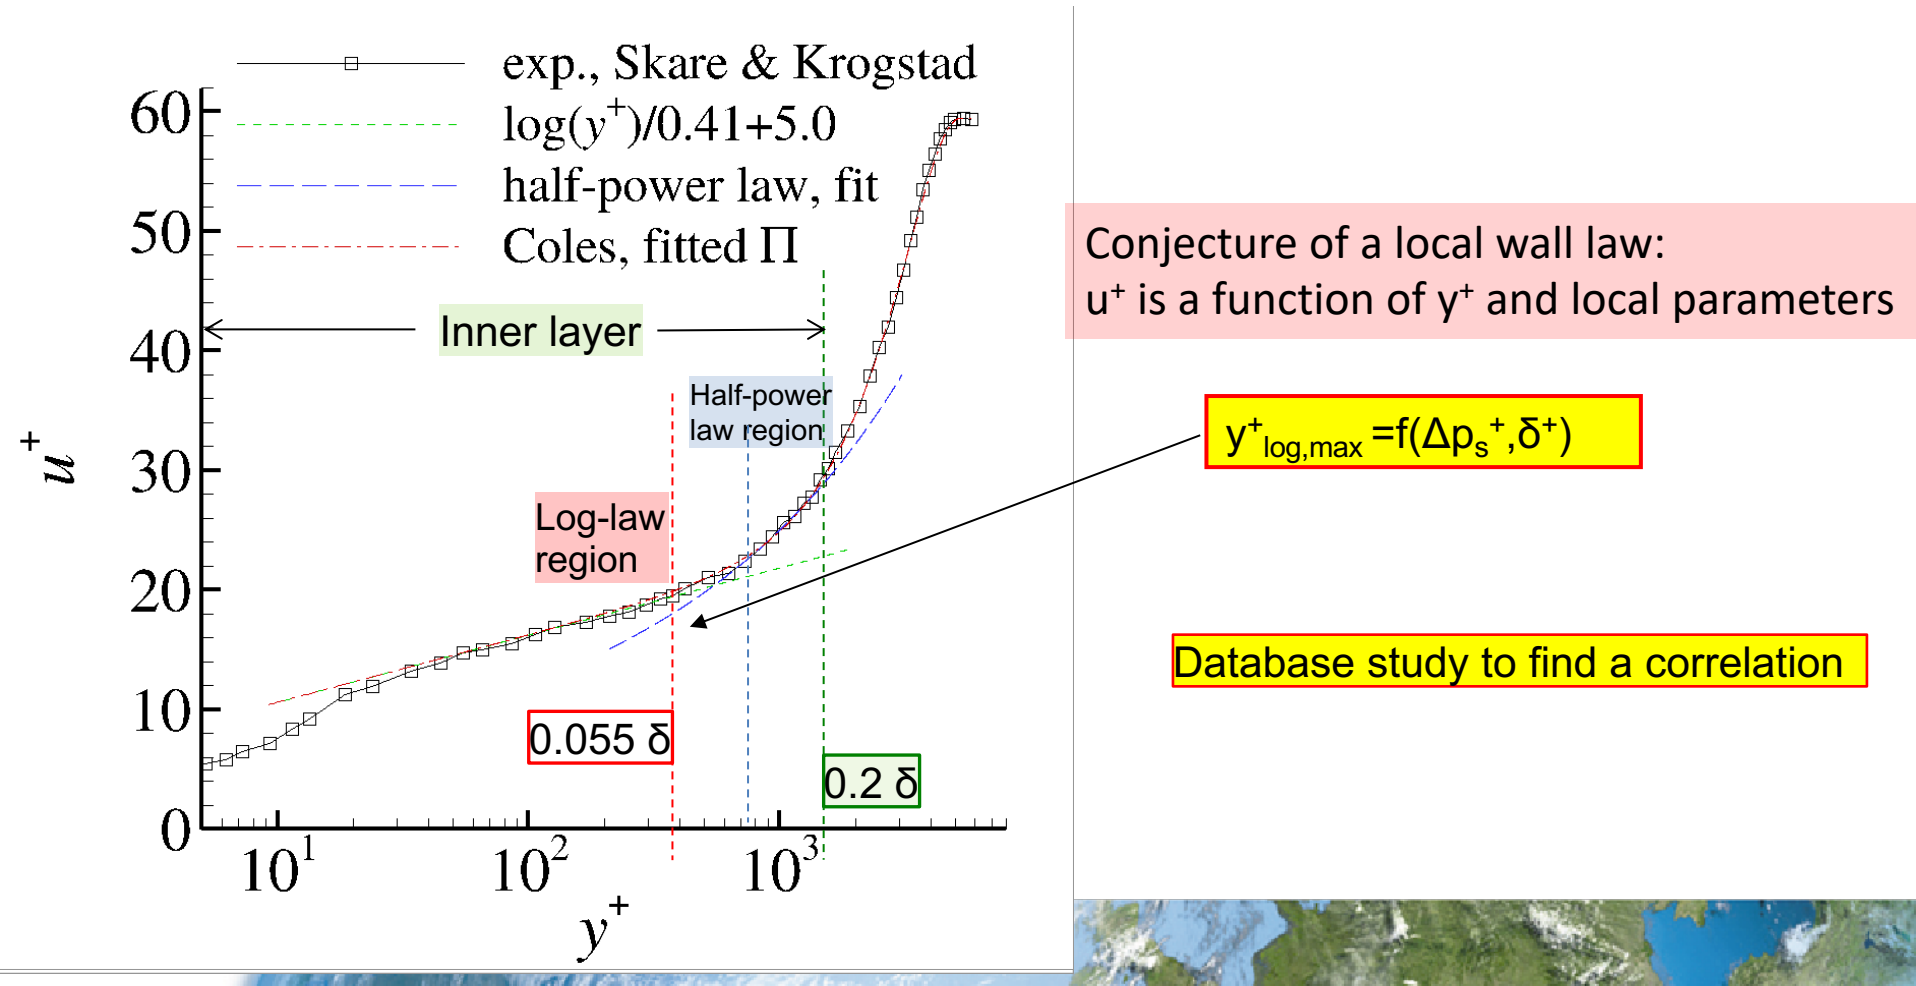 exp., Skare & Krogstad
log(y⁺)/0.41+5.0
half-power law, fit
Coles, fitted Π
60
50
40
30
20
10
0
u⁺
Inner layer
Half-power
law region
Log-law
region
0.055 δ
0.2 δ
10¹
10²
10³
y⁺
Conjecture of a local wall law:
u⁺ is a function of y⁺ and local parameters
y⁺log,max =f(Δpₛ⁺,δ⁺)
Database study to find a correlation